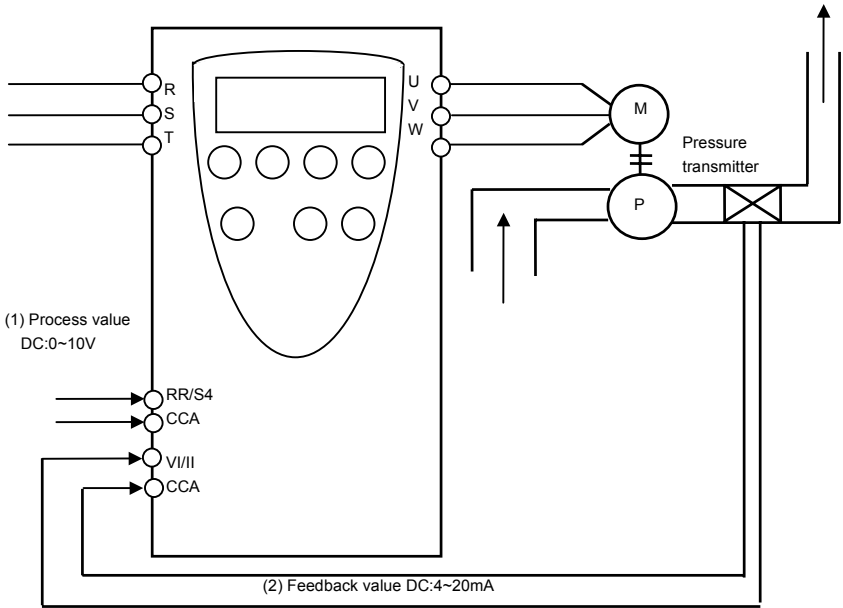 R
S
T
U
V
W
M
Pressure
transmitter
P
(1) Process value
DC:0~10V
RR/S4
CCA
VI/II
CCA
(2) Feedback value DC:4~20mA